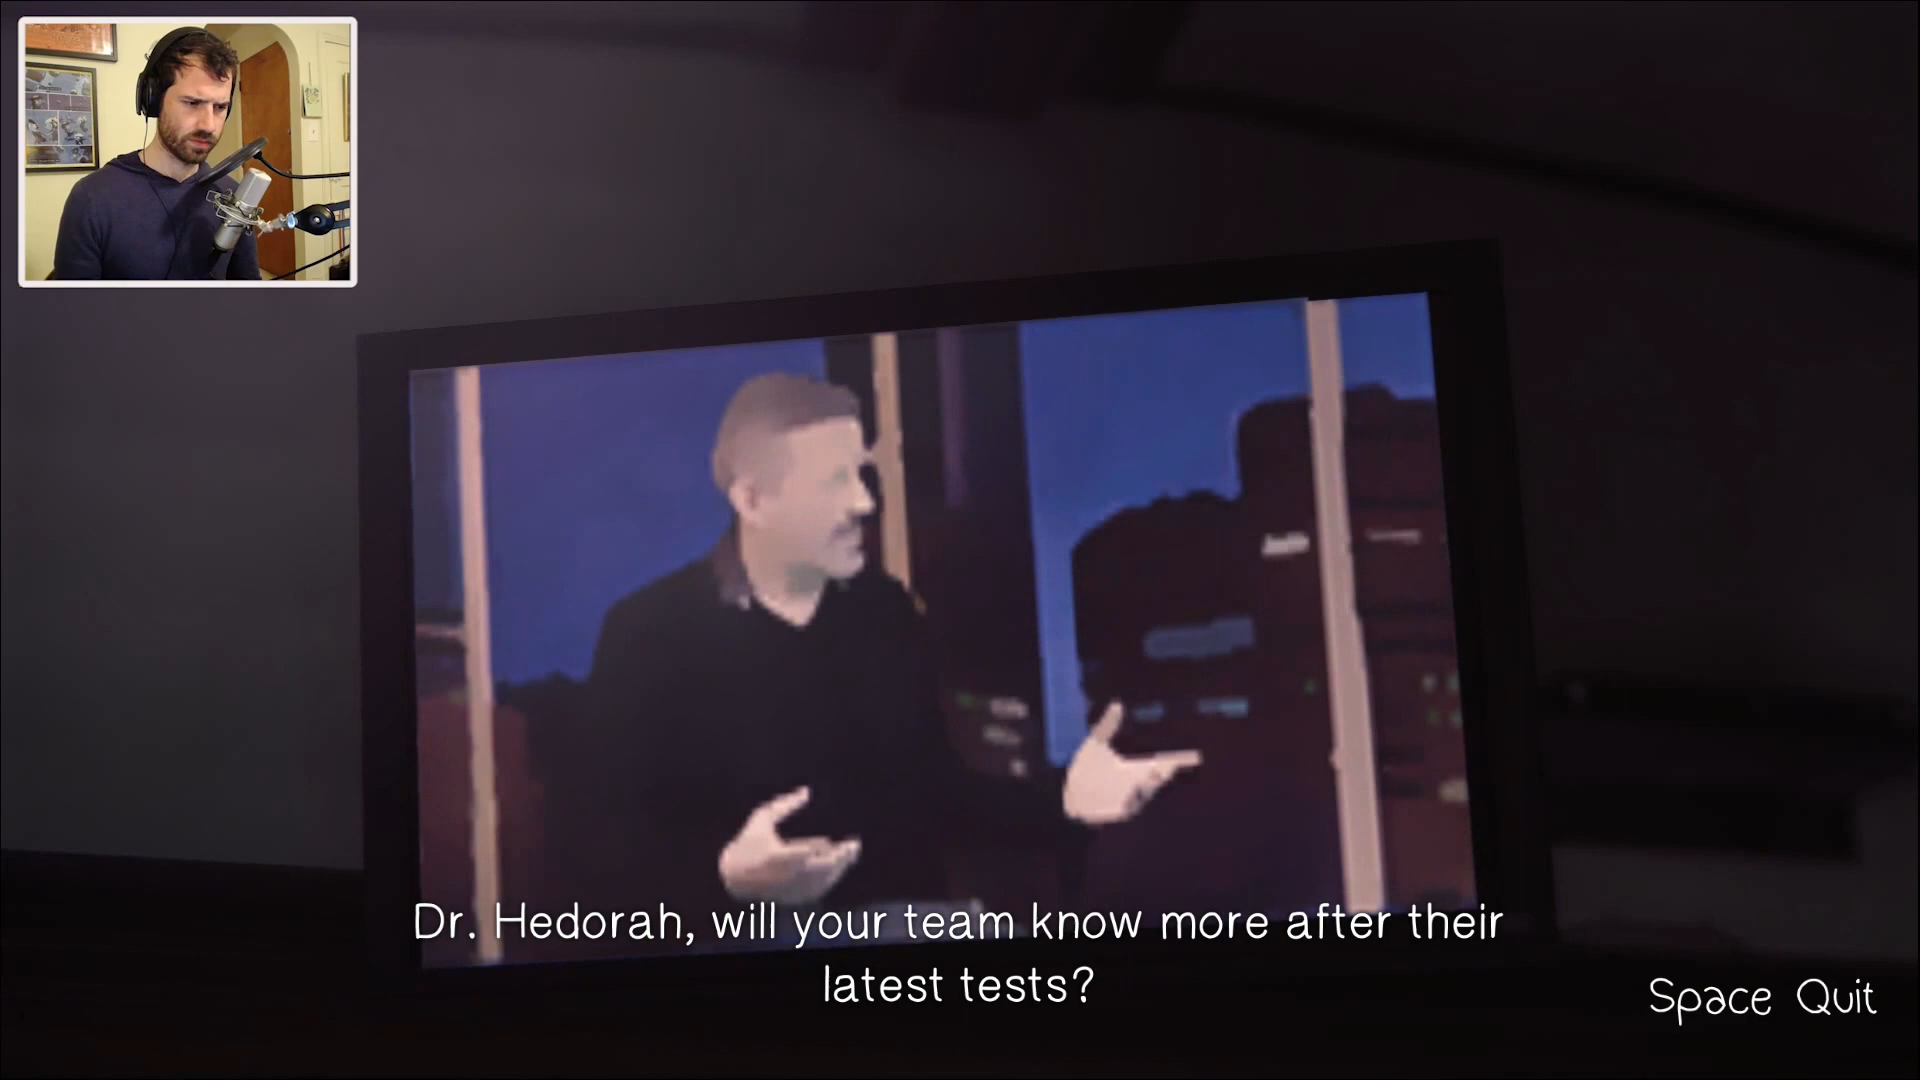 Dr. Hedorah, will your team know more after their
latest tests?
Space Quit